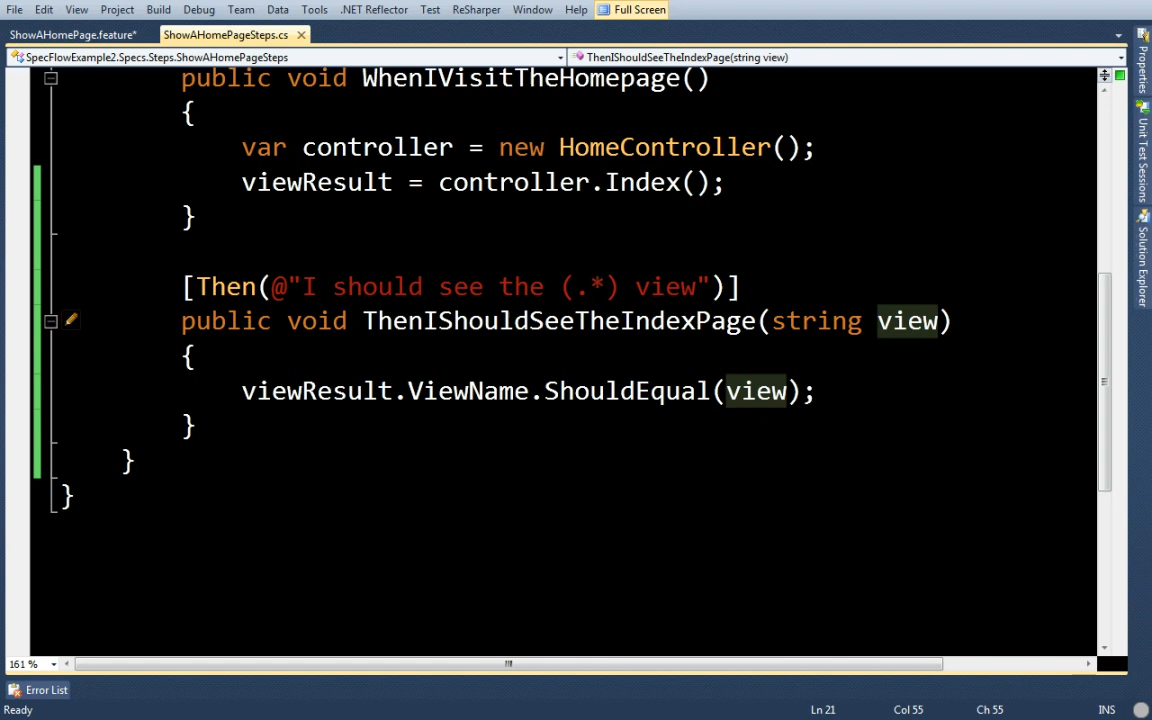 File Edit View Project Build Debug Team Data Tools .NET Reflector Test ReSharper Window Help Full Screen
ShowAHomePage.feature* ShowAHomePageSteps.cs
SpecFlowExample2.Specs.Steps.ShowAHomePageSteps ThenIShouldSeeTheIndexPage(string view)
public void WhenIVisitTheHomepage()
{
var controller = new HomeController();
viewResult = controller.Index();
}
[Then(@"I should see the (.*) view")]
public void ThenIShouldSeeTheIndexPage(string view)
{
viewResult.ViewName.ShouldEqual(view);
}
}
}
161 %
Error List
Ready Ln 21 Col 55 Ch 55 INS
Properties
Unit Test Sessions
Solution Explorer